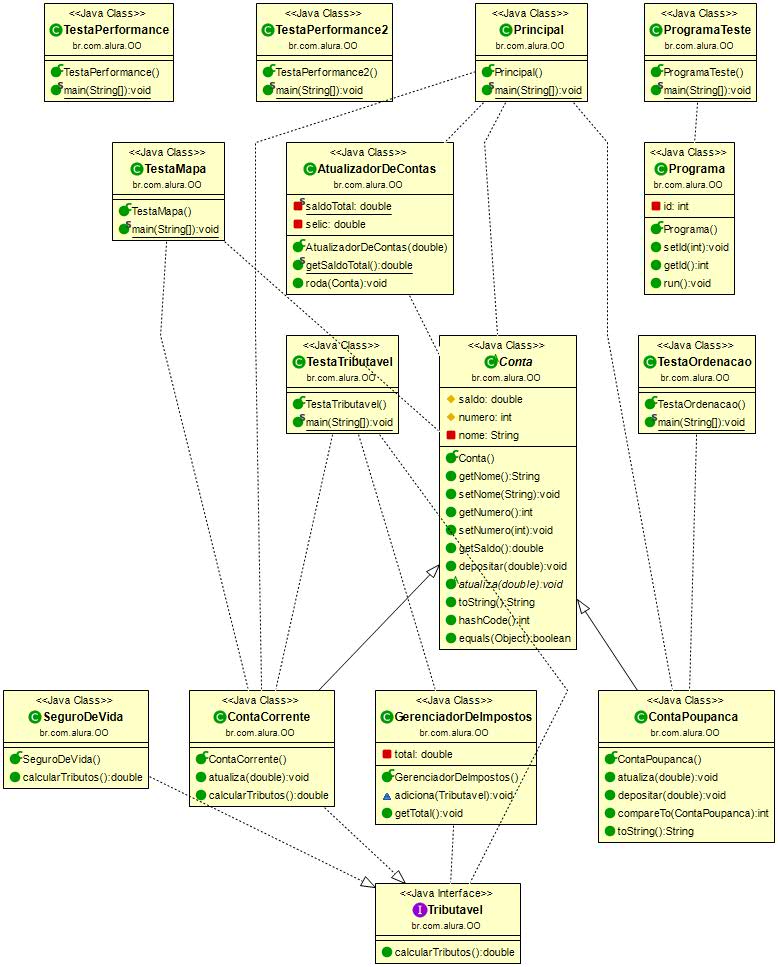 <<Java Class>>
TestaPerformance
br.com.alura.OO
TestaPerformance()
main(String[]):void
<<Java Class>>
TestaPerformance2
br.com.alura.OO
TestaPerformance2()
main(String[]):void
<<Java Class>>
Principal
br.com.alura.OO
Principal()
main(String[]):void
<<Java Class>>
ProgramaTeste
br.com.alura.OO
ProgramaTeste()
main(String[]):void
<<Java Class>>
TestaMapa
br.com.alura.OO
TestaMapa()
main(String[]):void
<<Java Class>>
AtualizadorDeContas
br.com.alura.OO
saldoTotal: double
selic: double
AtualizadorDeContas(double)
getSaldoTotal():double
roda(Conta):void
<<Java Class>>
Programa
br.com.alura.OO
id: int
Programa()
setId(int):void
getId():int
run():void
<<Java Class>>
TestaTributavel
br.com.alura.OO
TestaTributavel()
main(String[]):void
<<Java Class>>
Conta
br.com.alura.OO
saldo: double
numero: int
nome: String
Conta()
getNome():String
setNome(String):void
getNumero():int
setNumero(int):void
getSaldo():double
depositar(double):void
atualiza(double):void
toString():String
hashCode():int
equals(Object):boolean
<<Java Class>>
TestaOrdenacao
br.com.alura.OO
TestaOrdenacao()
main(String[]):void
<<Java Class>>
SeguroDeVida
br.com.alura.OO
SeguroDeVida()
calcularTributos():double
<<Java Class>>
ContaCorrente
br.com.alura.OO
ContaCorrente()
atualiza(double):void
calcularTributos():double
<<Java Class>>
GerenciadorDeImpostos
br.com.alura.OO
total: double
GerenciadorDeImpostos()
adiciona(Tributavel):void
getTotal():void
<<Java Class>>
ContaPoupanca
br.com.alura.OO
ContaPoupanca()
atualiza(double):void
depositar(double):void
compareTo(ContaPoupanca):int
toString():String
<<Java Interface>>
Tributavel
br.com.alura.OO
calcularTributos():double